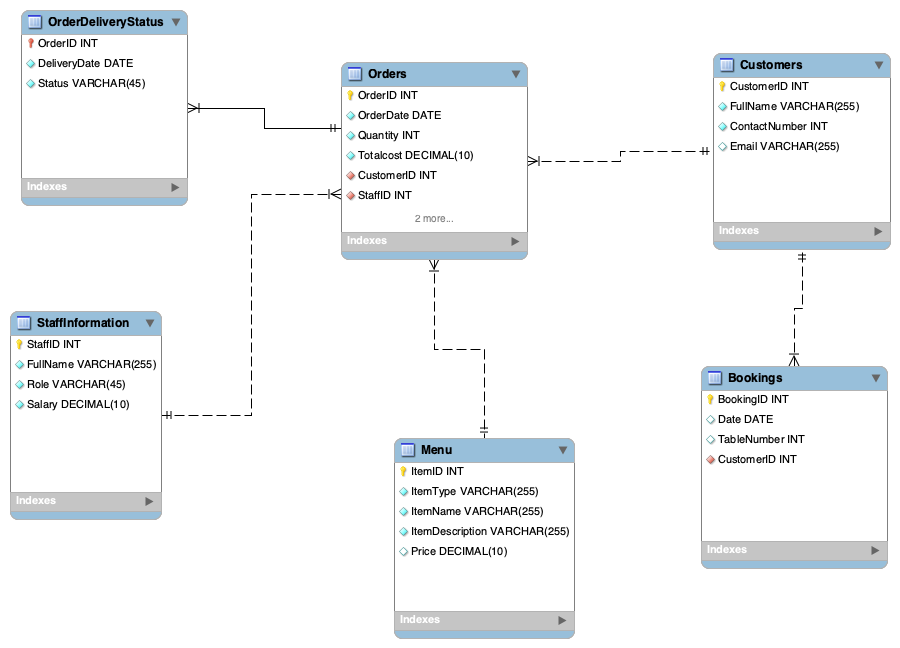 OrderDeliveryStatus
OrderID INT
DeliveryDate DATE
Status VARCHAR(45)
Indexes
Orders
OrderID INT
OrderDate DATE
Quantity INT
Totalcost DECIMAL(10)
CustomerID INT
StaffID INT
2 more...
Indexes
Customers
CustomerID INT
FullName VARCHAR(255)
ContactNumber INT
Email VARCHAR(255)
Indexes
StaffInformation
StaffID INT
FullName VARCHAR(255)
Role VARCHAR(45)
Salary DECIMAL(10)
Indexes
Menu
ItemID INT
ItemType VARCHAR(255)
ItemName VARCHAR(255)
ItemDescription VARCHAR(255)
Price DECIMAL(10)
Indexes
Bookings
BookingID INT
Date DATE
TableNumber INT
CustomerID INT
Indexes